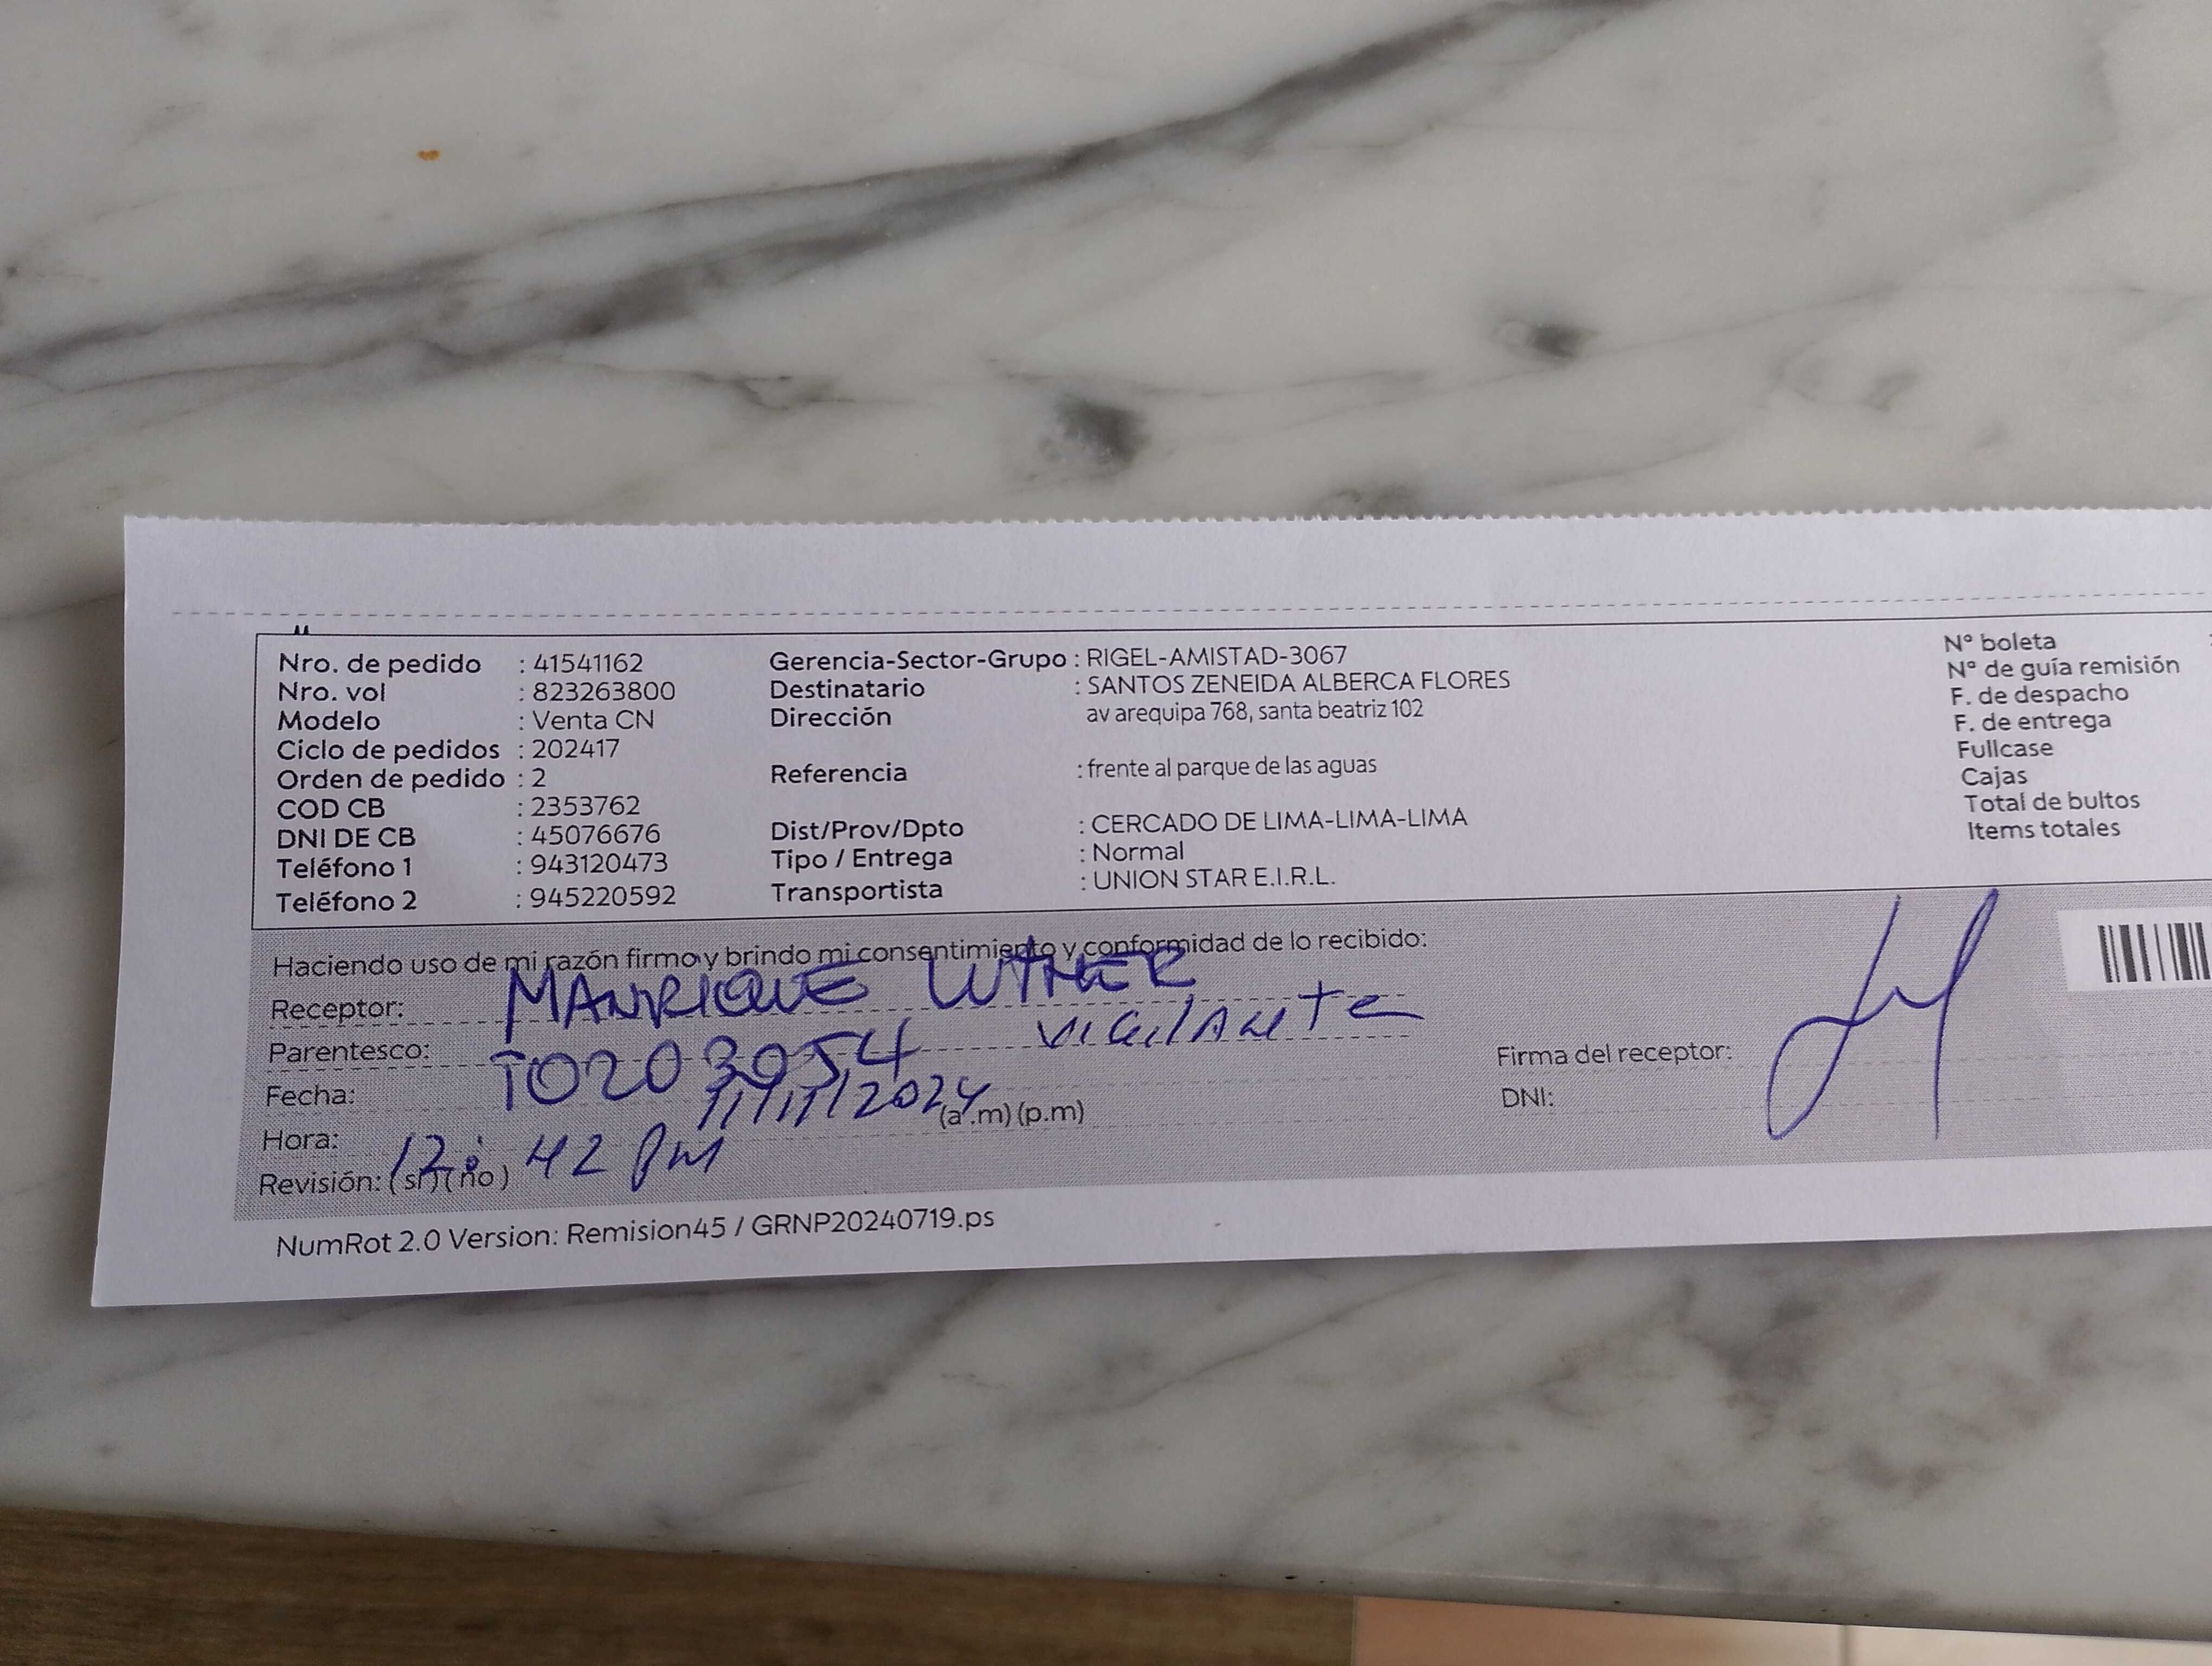 Nro. de pedido : 41541162
Nro. vol : 823263800
Modelo : Venta CN
Ciclo de pedidos : 202417
Orden de pedido : 2
COD CB : 2353762
DNI DE CB : 45076676
Teléfono 1 : 943120473
Teléfono 2 : 945220592
Gerencia-Sector-Grupo : RIGEL-AMISTAD-3067
Destinatario : SANTOS ZENEIDA ALBERCA FLORES
Dirección av arequipa 768, santa beatriz 102
Referencia : frente al parque de las aguas
Dist/Prov/Dpto : CERCADO DE LIMA-LIMA-LIMA
Tipo / Entrega : Normal
Transportista : UNION STAR E.I.R.L.
N° boleta
N° de guía remisión
F. de despacho
F. de entrega
Fullcase
Cajas
Total de bultos
Items totales
Haciendo uso de mi razón firmo y brindo mi consentimiento y conformidad de lo recibido:
Receptor: MANRIQUE LUTHER
Parentesco: VIGILANTE
Fecha: 11/11/2024
Hora: 12:42 pm (a.m) (p.m)
Revisión: (si) (no)
Firma del receptor:
DNI:
NumRot 2.0 Version: Remision45 / GRNP20240719.ps